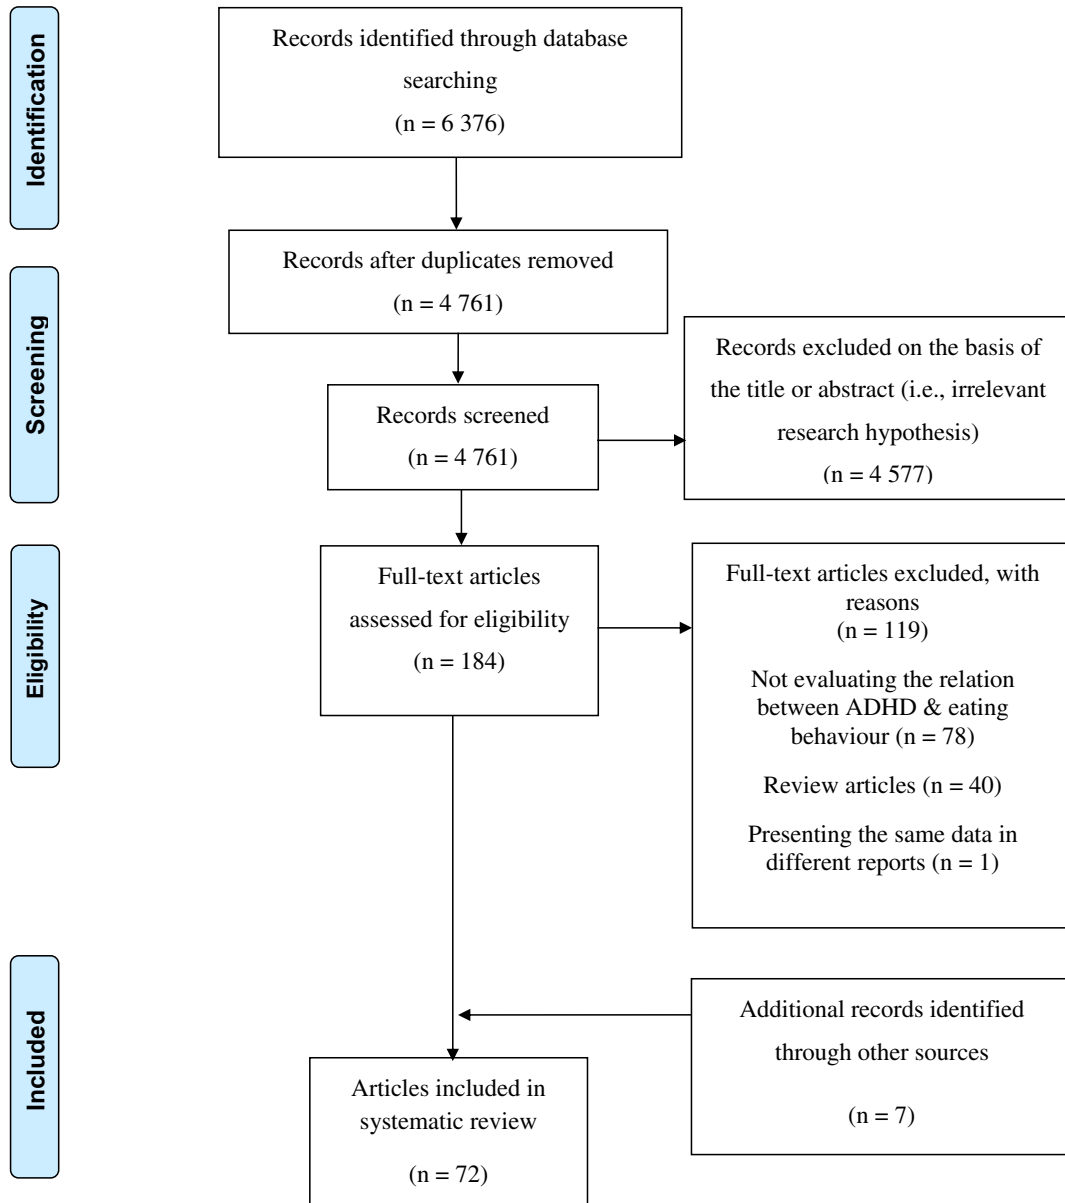 Identification
Records identified through database
searching
(n = 6 376)
Records after duplicates removed
(n = 4 761)
Screening
Records screened
(n = 4 761)
Records excluded on the basis of
the title or abstract (i.e., irrelevant
research hypothesis)
(n = 4 577)
Eligibility
Full-text articles
assessed for eligibility
(n = 184)
Full-text articles excluded, with
reasons
(n = 119)
Not evaluating the relation
between ADHD & eating
behaviour (n = 78)
Review articles (n = 40)
Presenting the same data in
different reports (n = 1)
Included
Additional records identified
through other sources
(n = 7)
Articles included in
systematic review
(n = 72)